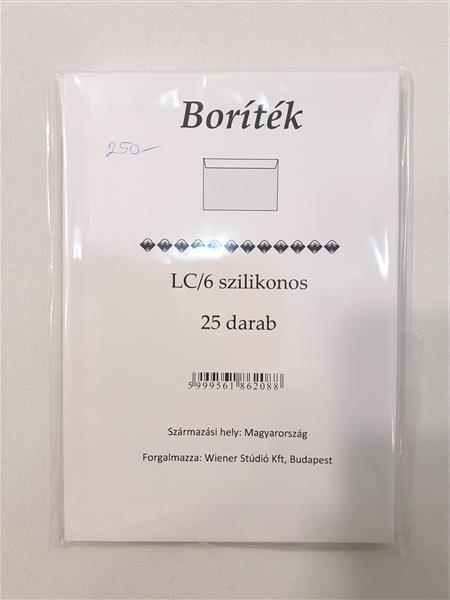 Boríték
250.—
LC/6 szilikonos
25 darab
5999561862088
Származási hely: Magyarország
Forgalmazza: Wiener Stúdió Kft, Budapest